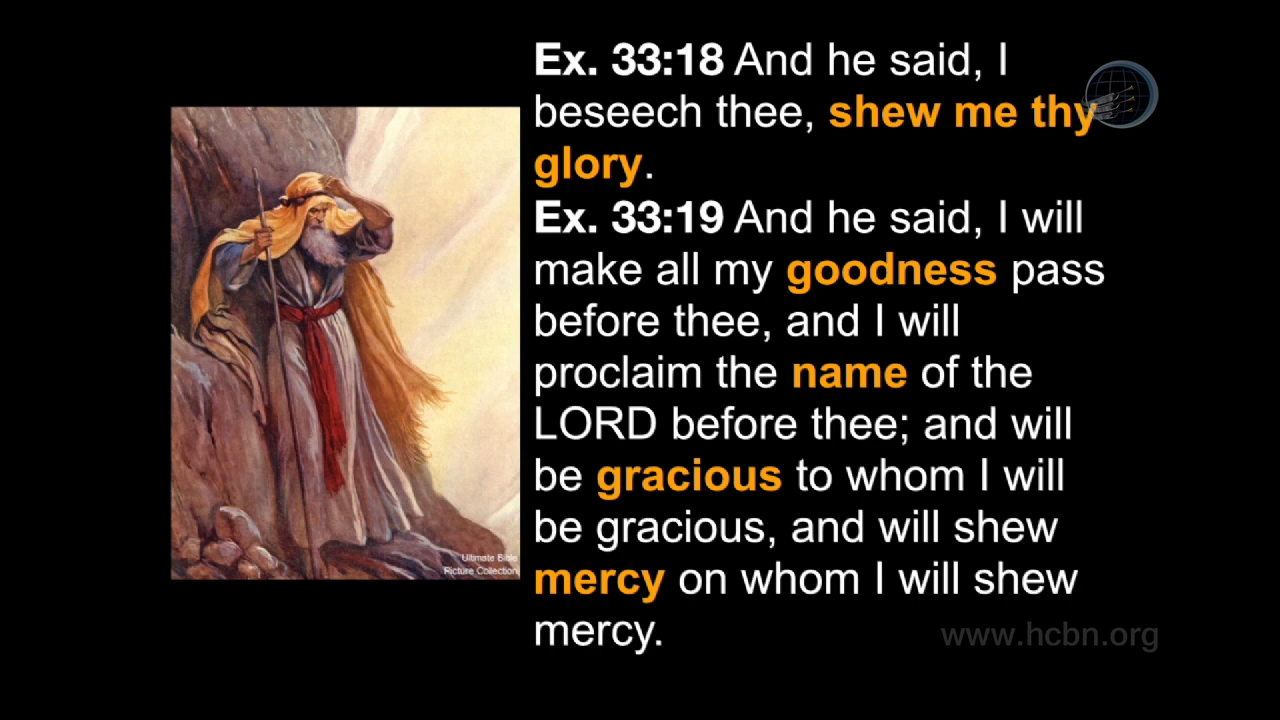 Ex. 33:18 And he said, I
beseech thee, shew me thy
glory.
Ex. 33:19 And he said, I will
make all my goodness pass
before thee, and I will
proclaim the name of the
LORD before thee; and will
be gracious to whom I will
be gracious, and will shew
mercy on whom I will shew
mercy.
Ultimate Bible
Picture Collection
www.hcbn.org